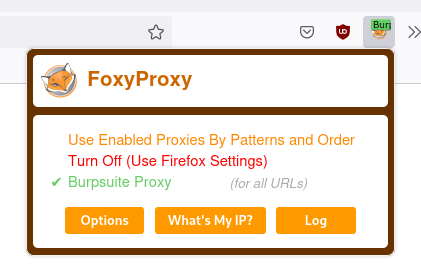 Burp
UD
FoxyProxy
Use Enabled Proxies By Patterns and Order
Turn Off (Use Firefox Settings)
✔ Burpsuite Proxy (for all URLs)
Options What's My IP? Log